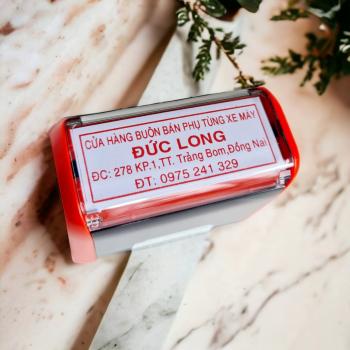 CỬA HÀNG BUÔN BÁN PHỤ TÙNG XE MÁY
ĐỨC LONG
ĐC: 278 KP.1,TT. Trảng Bom,Đồng Nai
ĐT: 0975 241 329